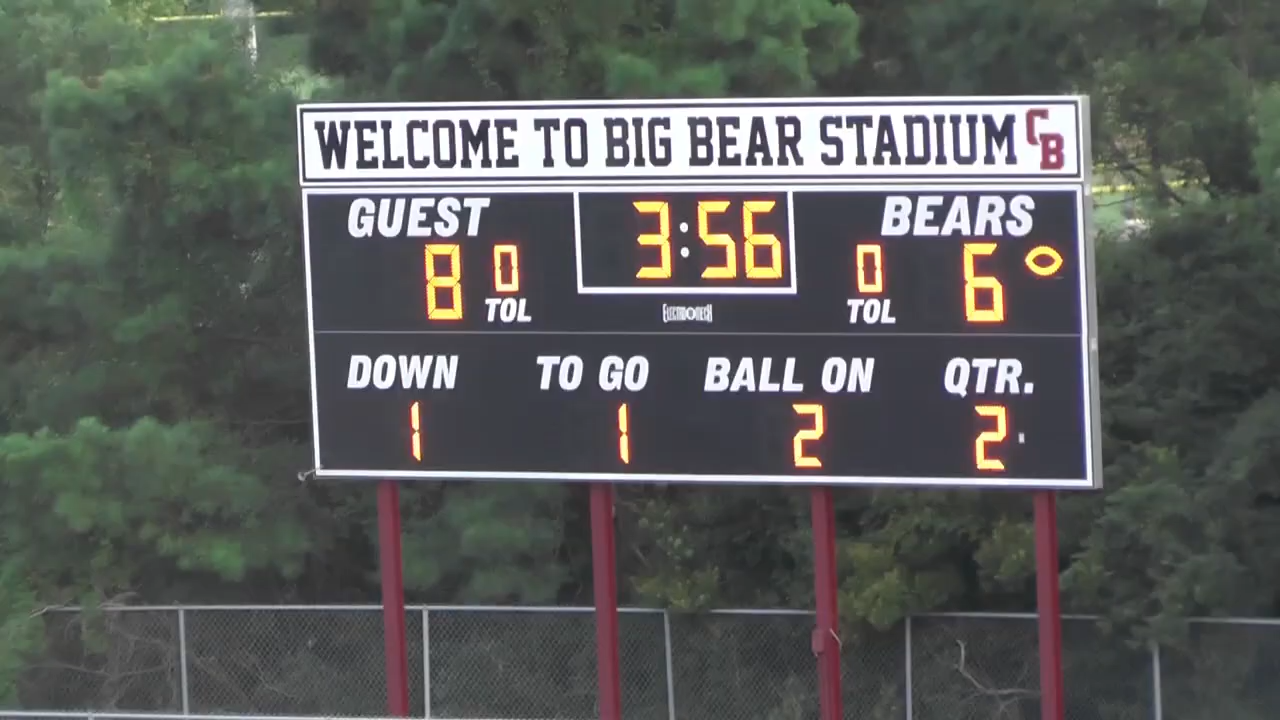 WELCOME TO BIG BEAR STADIUM CB
GUEST 3:56 BEARS
8 0 0 6
TOL TOL
DOWN TO GO BALL ON QTR.
1 1 2 2